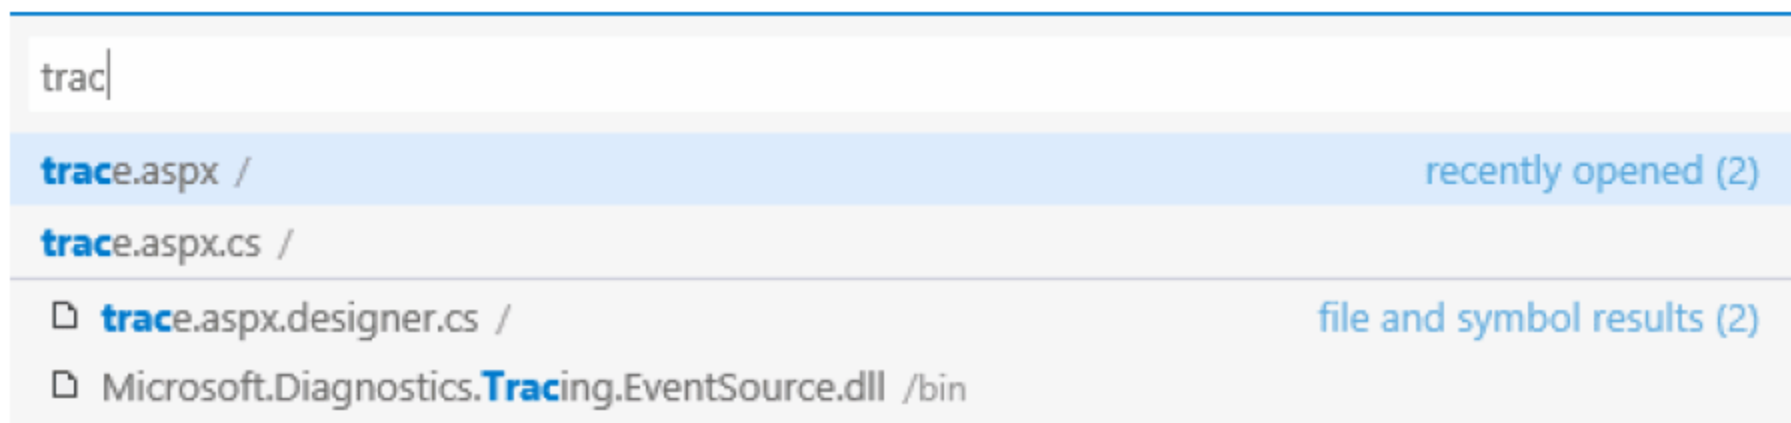 trac
trace.aspx / recently opened (2)
trace.aspx.cs /
trace.aspx.designer.cs / file and symbol results (2)
Microsoft.Diagnostics.Tracing.EventSource.dll /bin